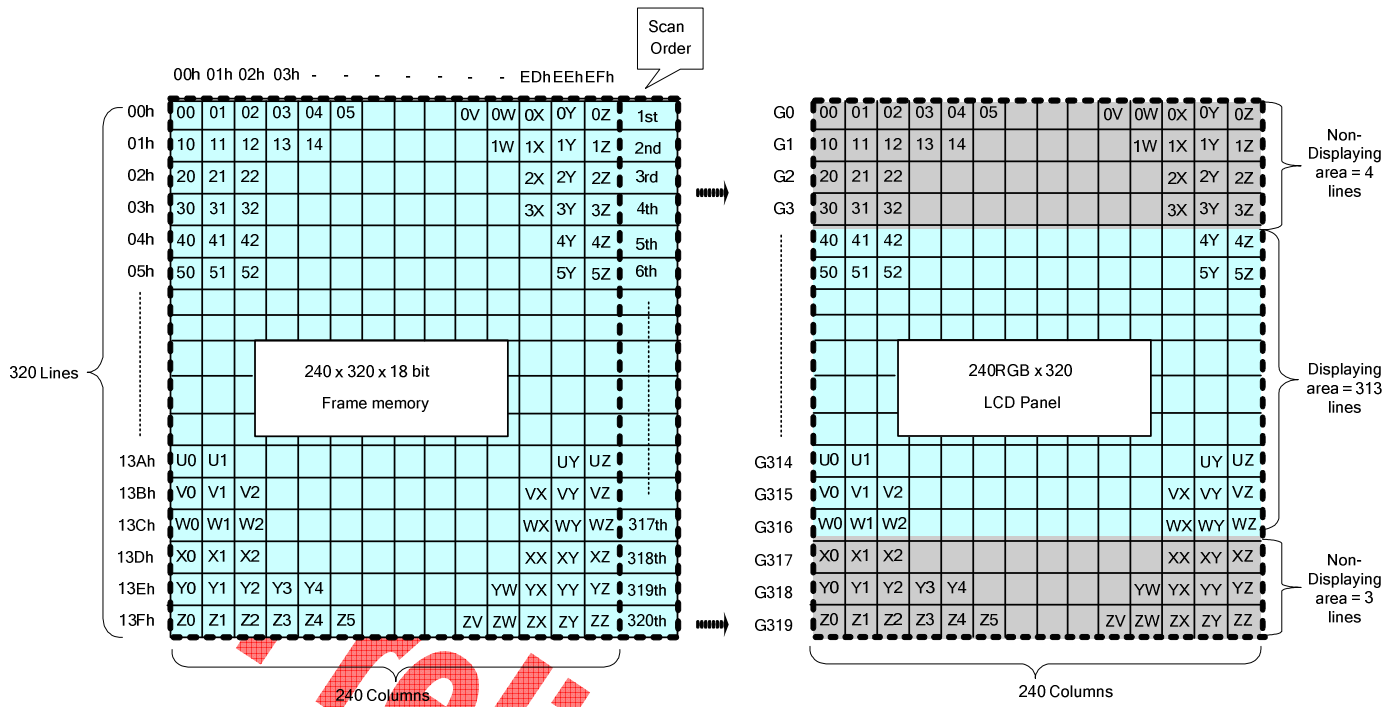 Scan
Order
00h 01h 02h 03h - - - - - - - EDh EEh EFh
00h 00 01 02 03 04 05 0V 0W 0X 0Y 0Z 1st
01h 10 11 12 13 14 1W 1X 1Y 1Z 2nd
02h 20 21 22 2X 2Y 2Z 3rd
03h 30 31 32 3X 3Y 3Z 4th
04h 40 41 42 4Y 4Z 5th
05h 50 51 52 5Y 5Z 6th
320 Lines
240 x 320 x 18 bit
Frame memory
13Ah U0 U1 UY UZ
13Bh V0 V1 V2 VX VY VZ
13Ch W0 W1 W2 WX WY WZ 317th
13Dh X0 X1 X2 XX XY XZ 318th
13Eh Y0 Y1 Y2 Y3 Y4 YW YX YY YZ 319th
13Fh Z0 Z1 Z2 Z3 Z4 Z5 ZV ZW ZX ZY ZZ 320th
240 Columns
G0 00 01 02 03 04 05 0V 0W 0X 0Y 0Z
G1 10 11 12 13 14 1W 1X 1Y 1Z
G2 20 21 22 2X 2Y 2Z
G3 30 31 32 3X 3Y 3Z
40 41 42 4Y 4Z
50 51 52 5Y 5Z
Non-
Displaying
area = 4
lines
240RGB x 320
LCD Panel
Displaying
area = 313
lines
G314 U0 U1 UY UZ
G315 V0 V1 V2 VX VY VZ
G316 W0 W1 W2 WX WY WZ
G317 X0 X1 X2 XX XY XZ
G318 Y0 Y1 Y2 Y3 Y4 YW YX YY YZ
G319 Z0 Z1 Z2 Z3 Z4 Z5 ZV ZW ZX ZY ZZ
Non-
Displaying
area = 3
lines
240 Columns